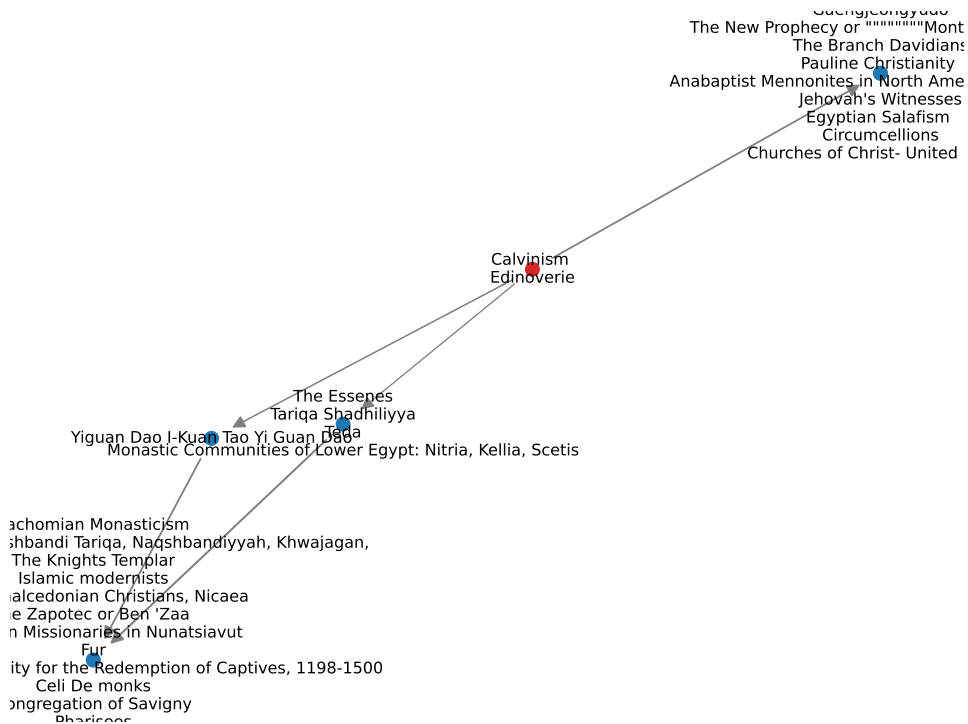 Gaengjeongyudo
The New Prophecy or """"""""Mont
The Branch Davidians
Pauline Christianity
Anabaptist Mennonites in North Ame
Jehovah's Witnesses
Egyptian Salafism
Circumcellions
Churches of Christ- United
Calvinism
Edinoverie
The Essenes
Tariqa Shadhiliyya
Teda
Monastic Communities of Lower Egypt: Nitria, Kellia, Scetis
Yiguan Dao I-Kuan Tao Yi Guan Dao
achomian Monasticism
shbandi Tariqa, Naqshbandiyyah, Khwajagan,
The Knights Templar
Islamic modernists
alcedonian Christians, Nicaea
e Zapotec or Ben 'Zaa
n Missionaries in Nunatsiavut
Fur
ity for the Redemption of Captives, 1198-1500
Celi De monks
ongregation of Savigny
Pharisees